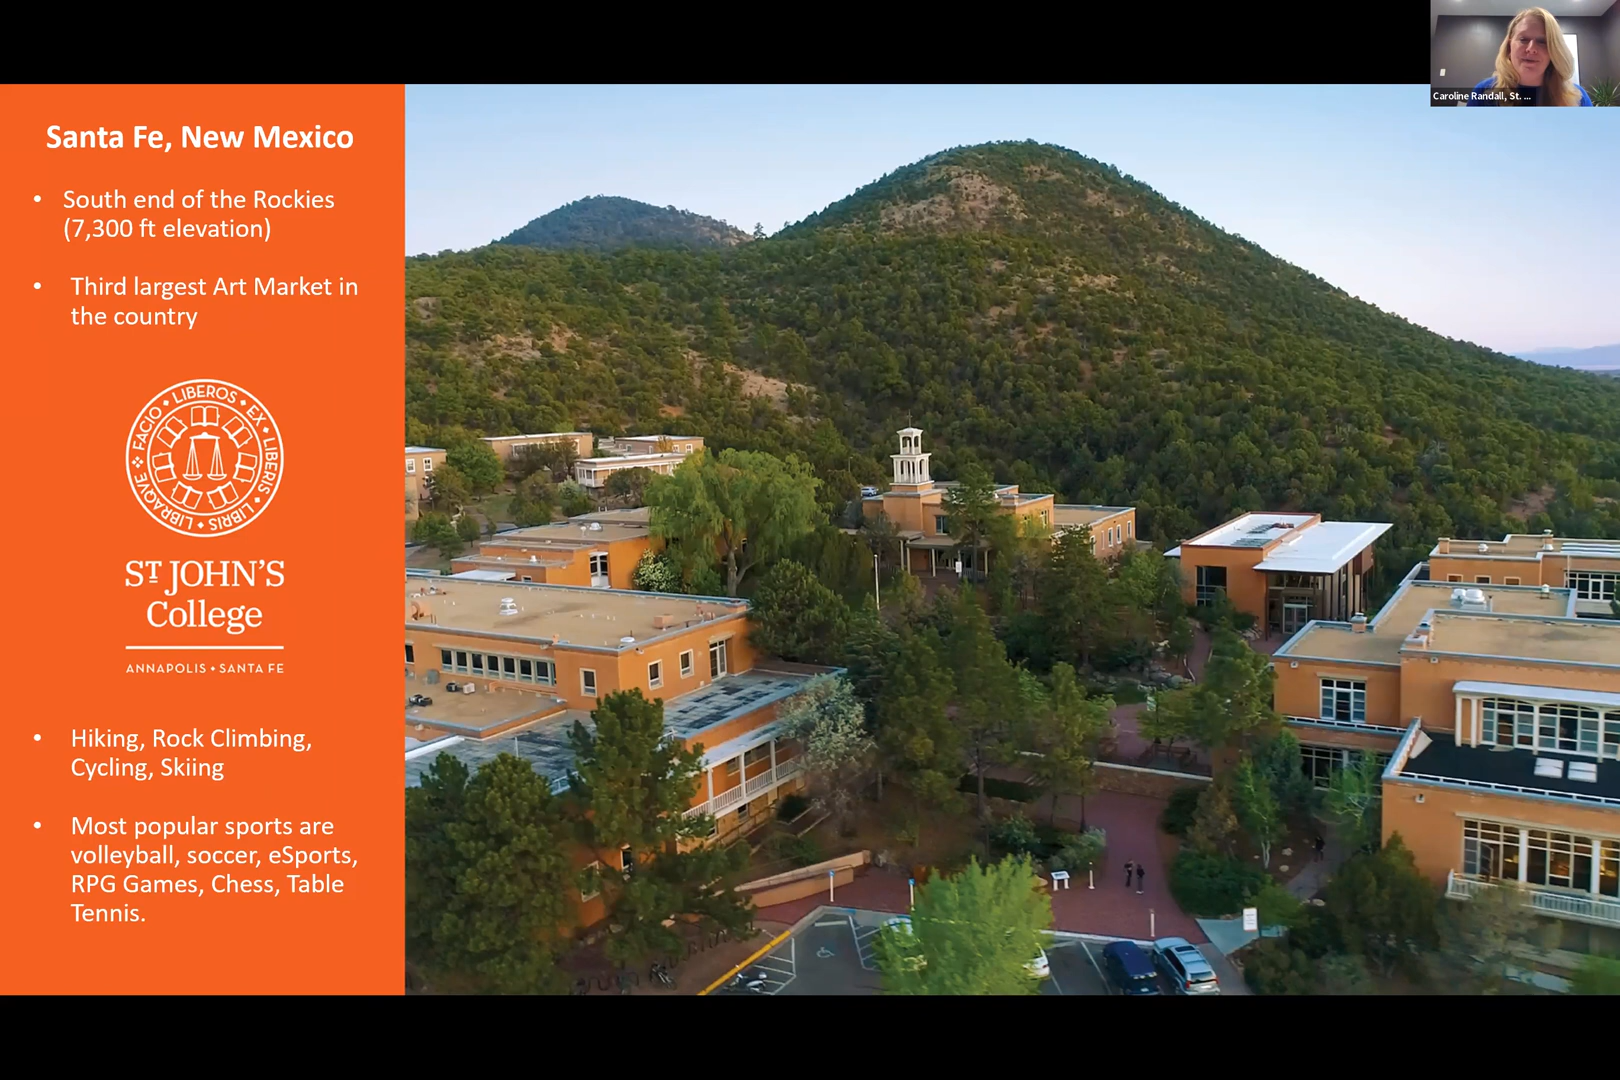 Caroline Randall, St. ...
Santa Fe, New Mexico
• South end of the Rockies
(7,300 ft elevation)
• Third largest Art Market in
the country
FACIO • LIBEROS • EX • LIBERIS • LIBRIS • LIBRAQVE
ST JOHN'S
College
ANNAPOLIS • SANTA FE
• Hiking, Rock Climbing,
Cycling, Skiing
• Most popular sports are
volleyball, soccer, eSports,
RPG Games, Chess, Table
Tennis.